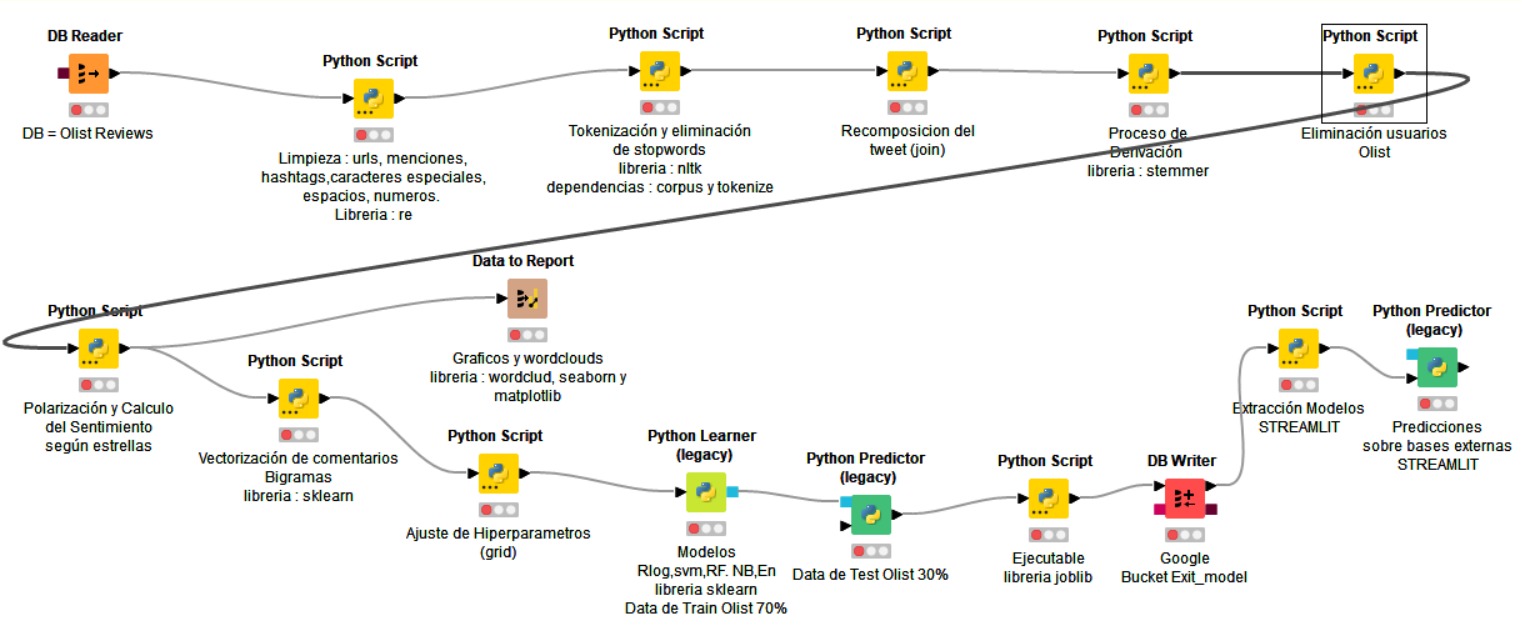 DB Reader
DB = Olist Reviews
Python Script
Limpieza : urls, menciones,
hashtags,caracteres especiales,
espacios, numeros.
Libreria : re
Python Script
Tokenización y eliminación
de stopwords
libreria : nltk
dependencias : corpus y tokenize
Python Script
Recomposicion del
tweet (join)
Python Script
Proceso de
Derivación
libreria : stemmer
Python Script
Eliminación usuarios
Olist
Python Script
Polarización y Calculo
del Sentimiento
según estrellas
Data to Report
Graficos y wordclouds
libreria : wordclud, seaborn y
matplotlib
Python Script
Vectorización de comentarios
Bigramas
libreria : sklearn
Python Script
Ajuste de Hiperparametros
(grid)
Python Learner
(legacy)
Modelos
Rlog,svm,RF. NB,En
libreria sklearn
Data de Train Olist 70%
Python Predictor
(legacy)
Data de Test Olist 30%
Python Script
Ejecutable
libreria joblib
DB Writer
Google
Bucket Exit_model
Python Script
Extracción Modelos
STREAMLIT
Python Predictor
(legacy)
Predicciones
sobre bases externas
STREAMLIT